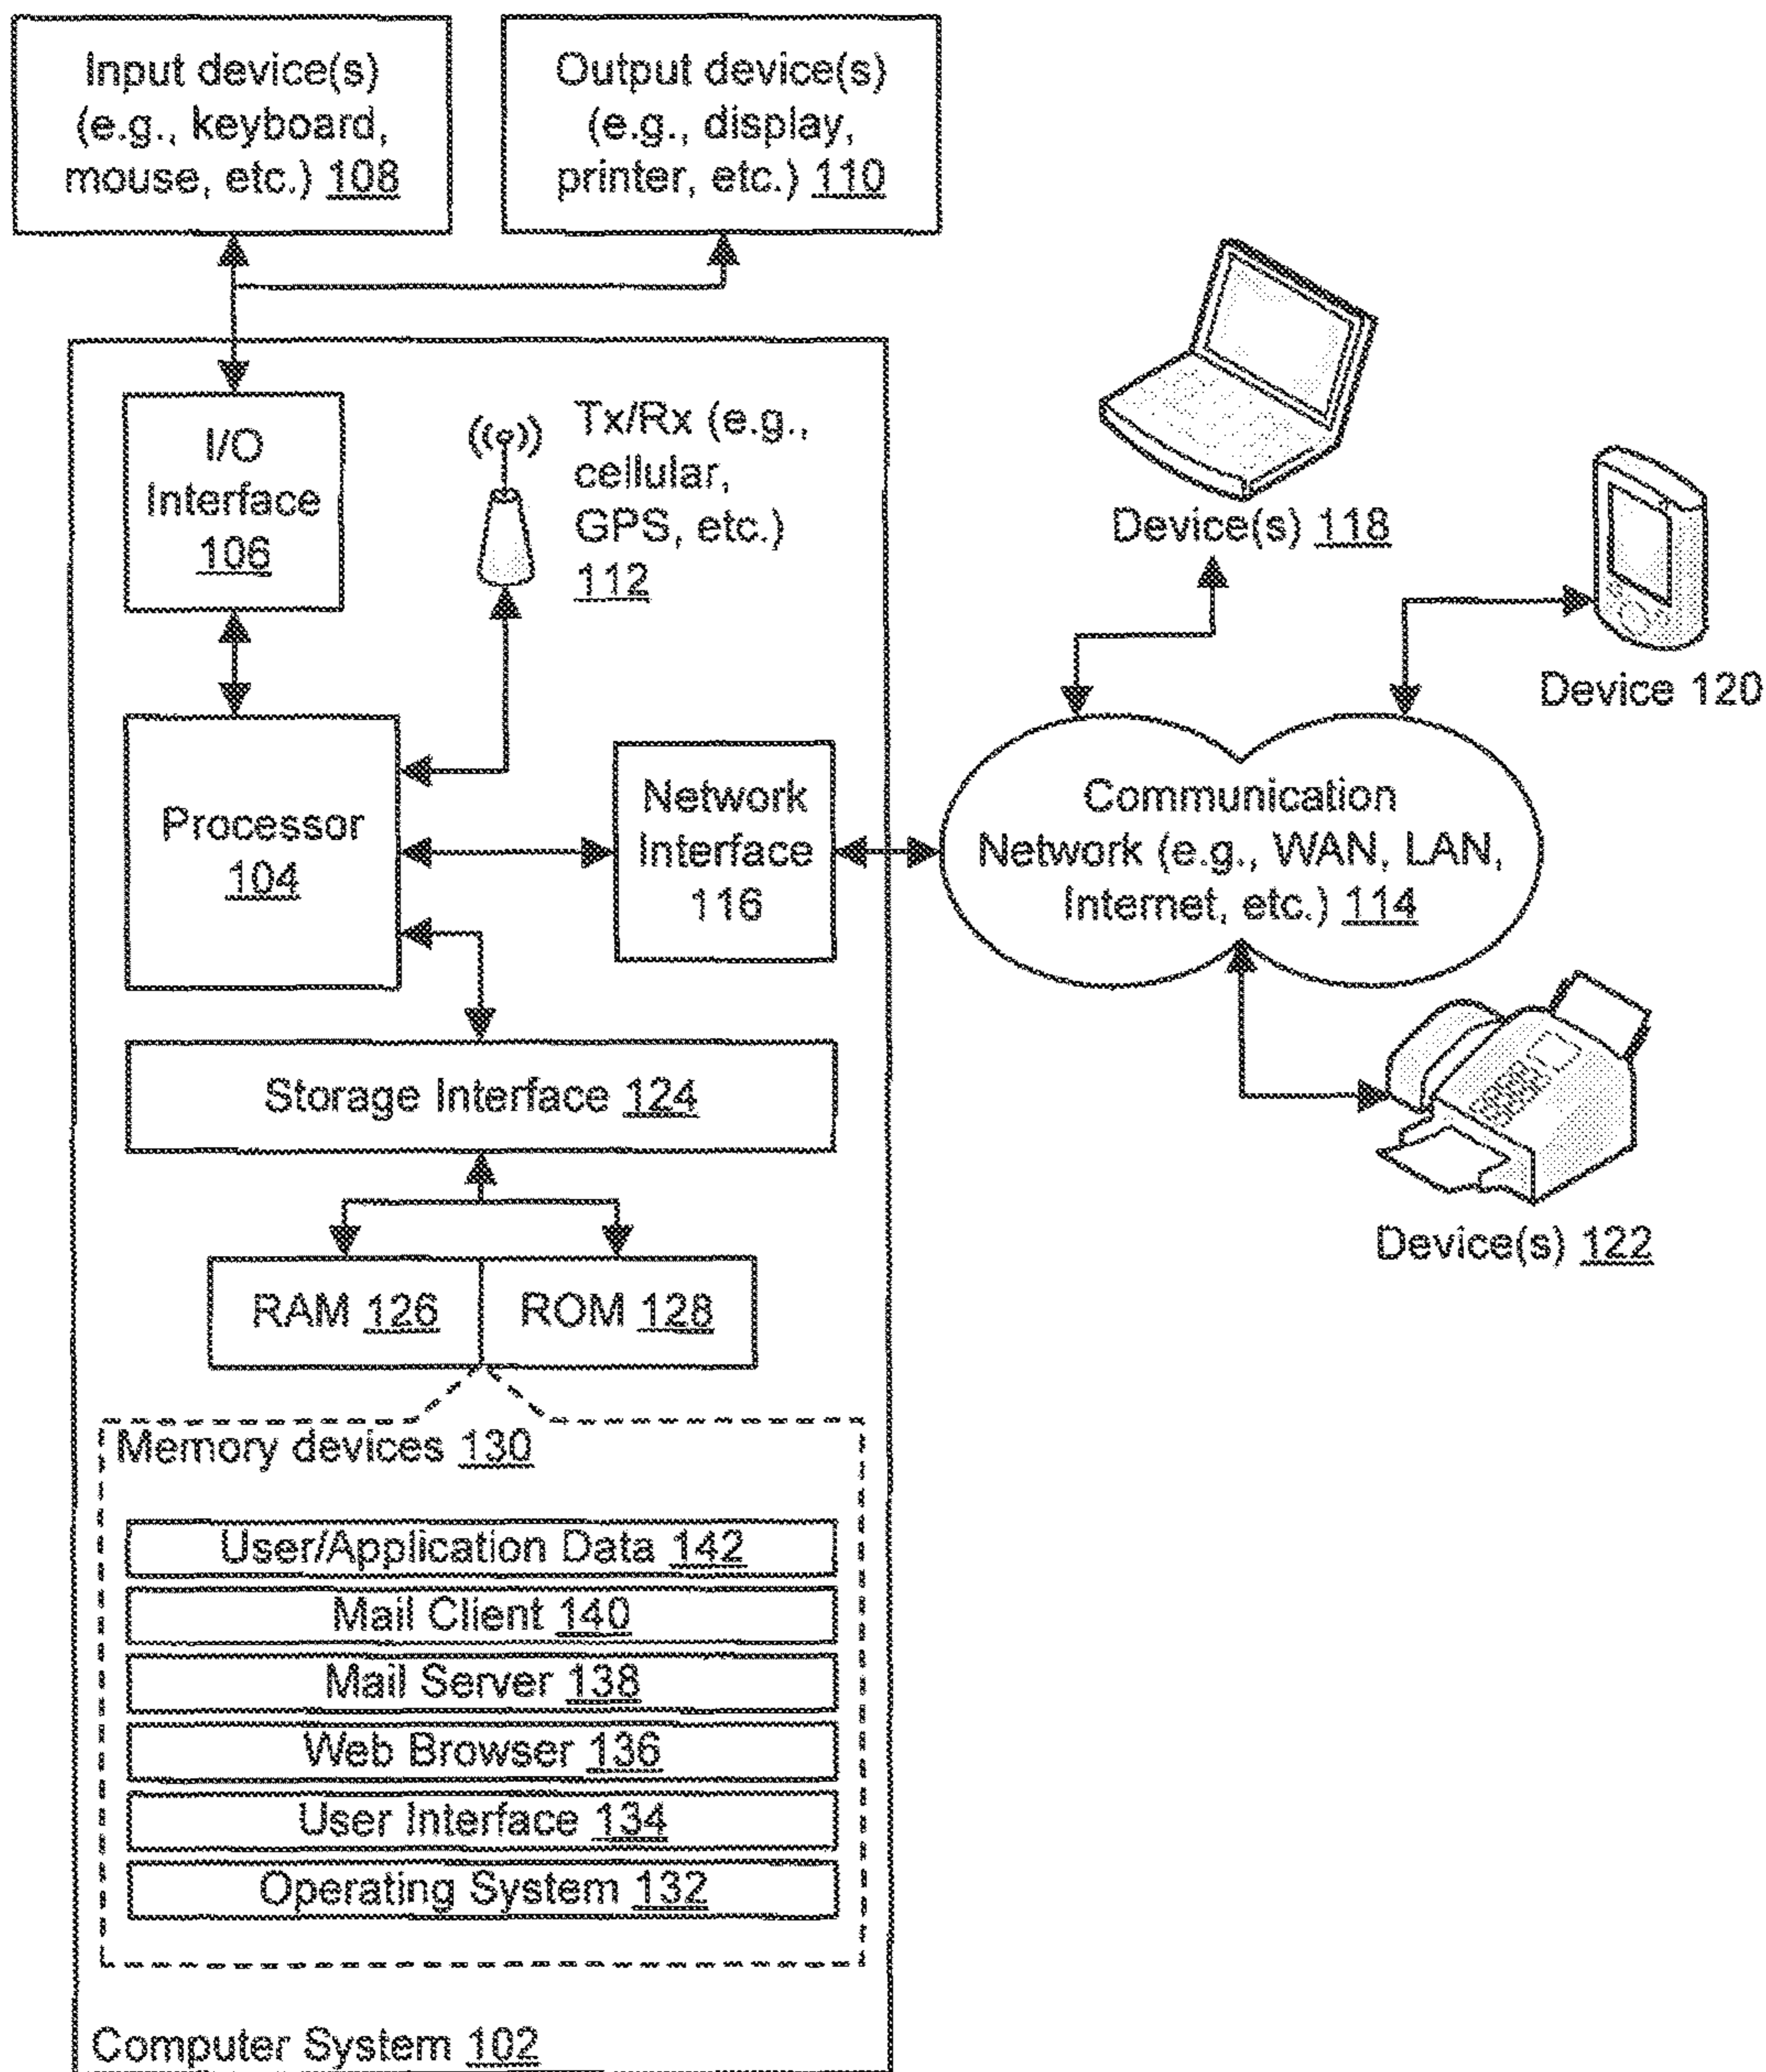 Input device(s)
(e.g., keyboard,
mouse, etc.) 108
Output device(s)
(e.g., display,
printer, etc.) 110
I/O
Interface
106
Tx/Rx (e.g.,
cellular,
GPS, etc.)
112
Device(s) 118
Device 120
Processor
104
Network
Interface
116
Communication
Network (e.g., WAN, LAN,
Internet, etc.) 114
Storage Interface 124
Device(s) 122
RAM 126
ROM 128
Memory devices 130
User/Application Data 142
Mail Client 140
Mail Server 138
Web Browser 136
User Interface 134
Operating System 132
Computer System 102